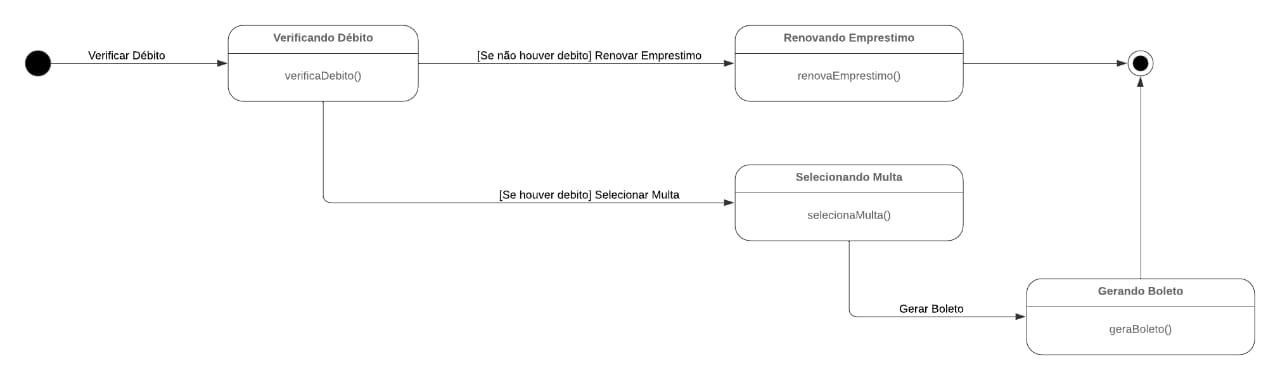 Verificar Débito
Verificando Débito
verificaDebito()
[Se não houver debito] Renovar Emprestimo
Renovando Emprestimo
renovaEmprestimo()
[Se houver debito] Selecionar Multa
Selecionando Multa
selecionaMulta()
Gerar Boleto
Gerando Boleto
geraBoleto()